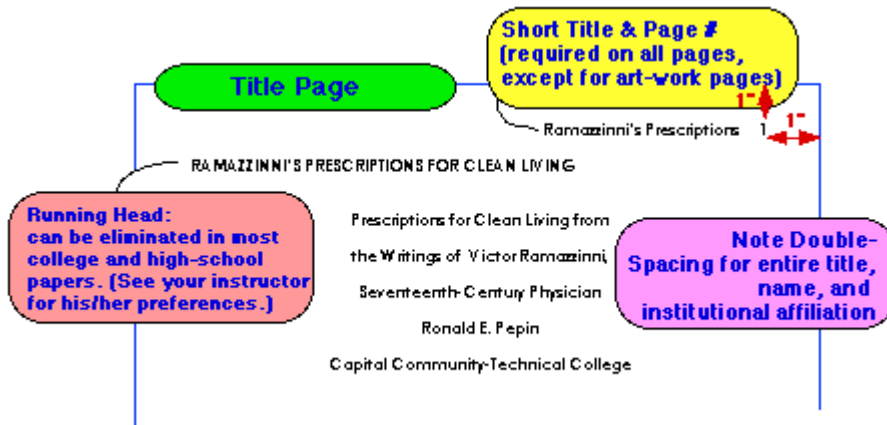 Short Title & Page #
(required on all pages,
except for art-work pages)
Title Page
1"
1"
Ramazzinni's Prescriptions 1
RAMAZZINNI'S PRESCRIPTIONS FOR CLEAN LIVING
Running Head:
can be eliminated in most
college and high-school
papers. (See your instructor
for his/her preferences.)
Prescriptions for Clean Living from
the Writings of Victor Ramazzinni,
Seventeenth-Century Physician
Ronald E. Pepin
Capital Community-Technical College
Note Double-
Spacing for entire title,
name, and
institutional affiliation